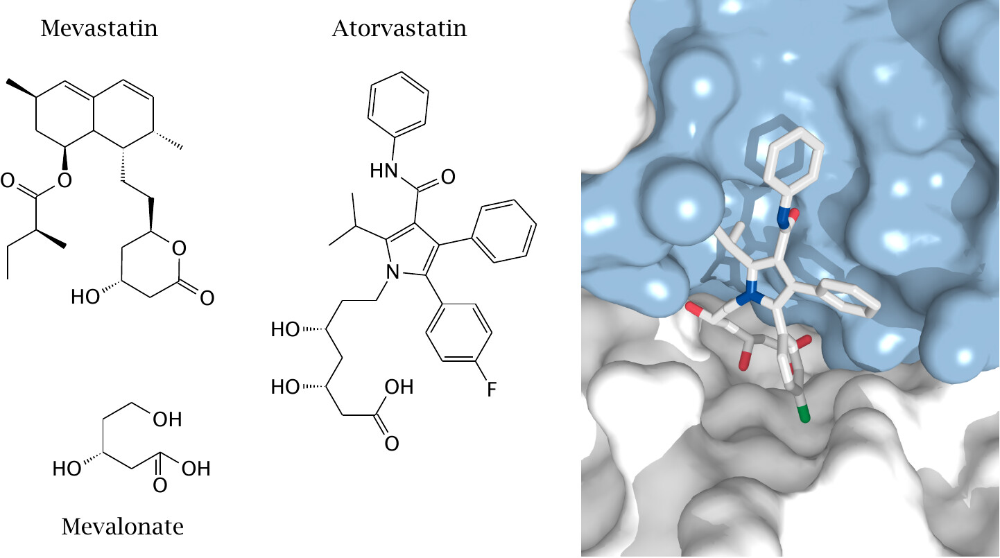 Mevastatin
Atorvastatin
O
O
O
HO
O
HN
O
N
HO
HO
OH
O
F
OH
HO
OH
O
Mevalonate